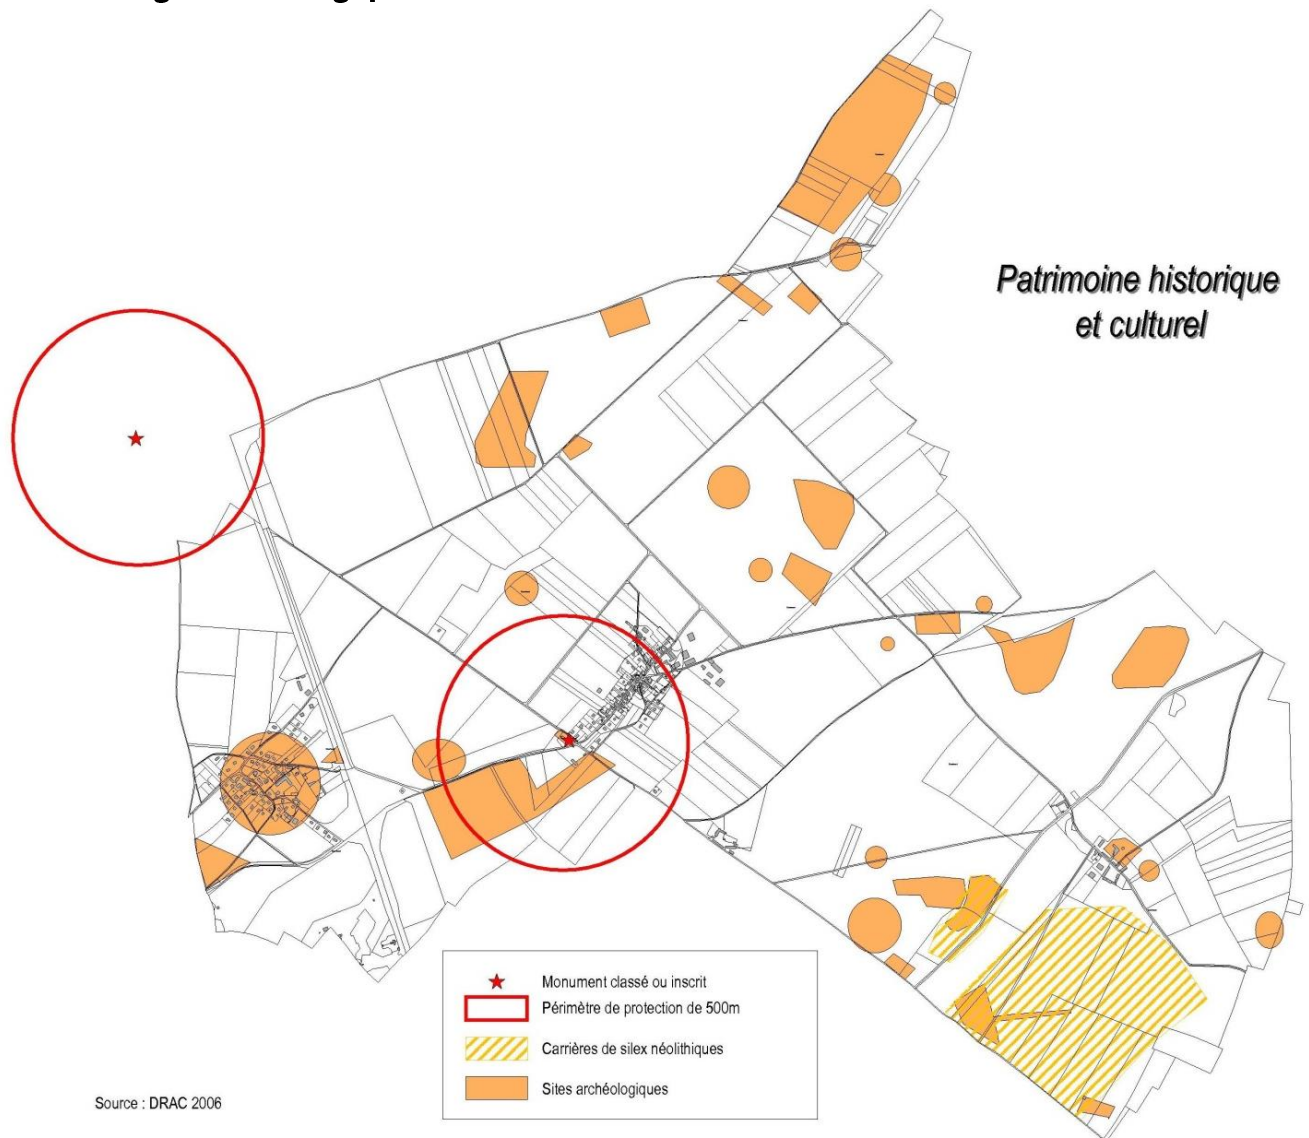 Patrimoine historique
et culturel
Monument classé ou inscrit
Périmètre de protection de 500m
Carrières de silex néolithiques
Sites archéologiques
Source : DRAC 2006